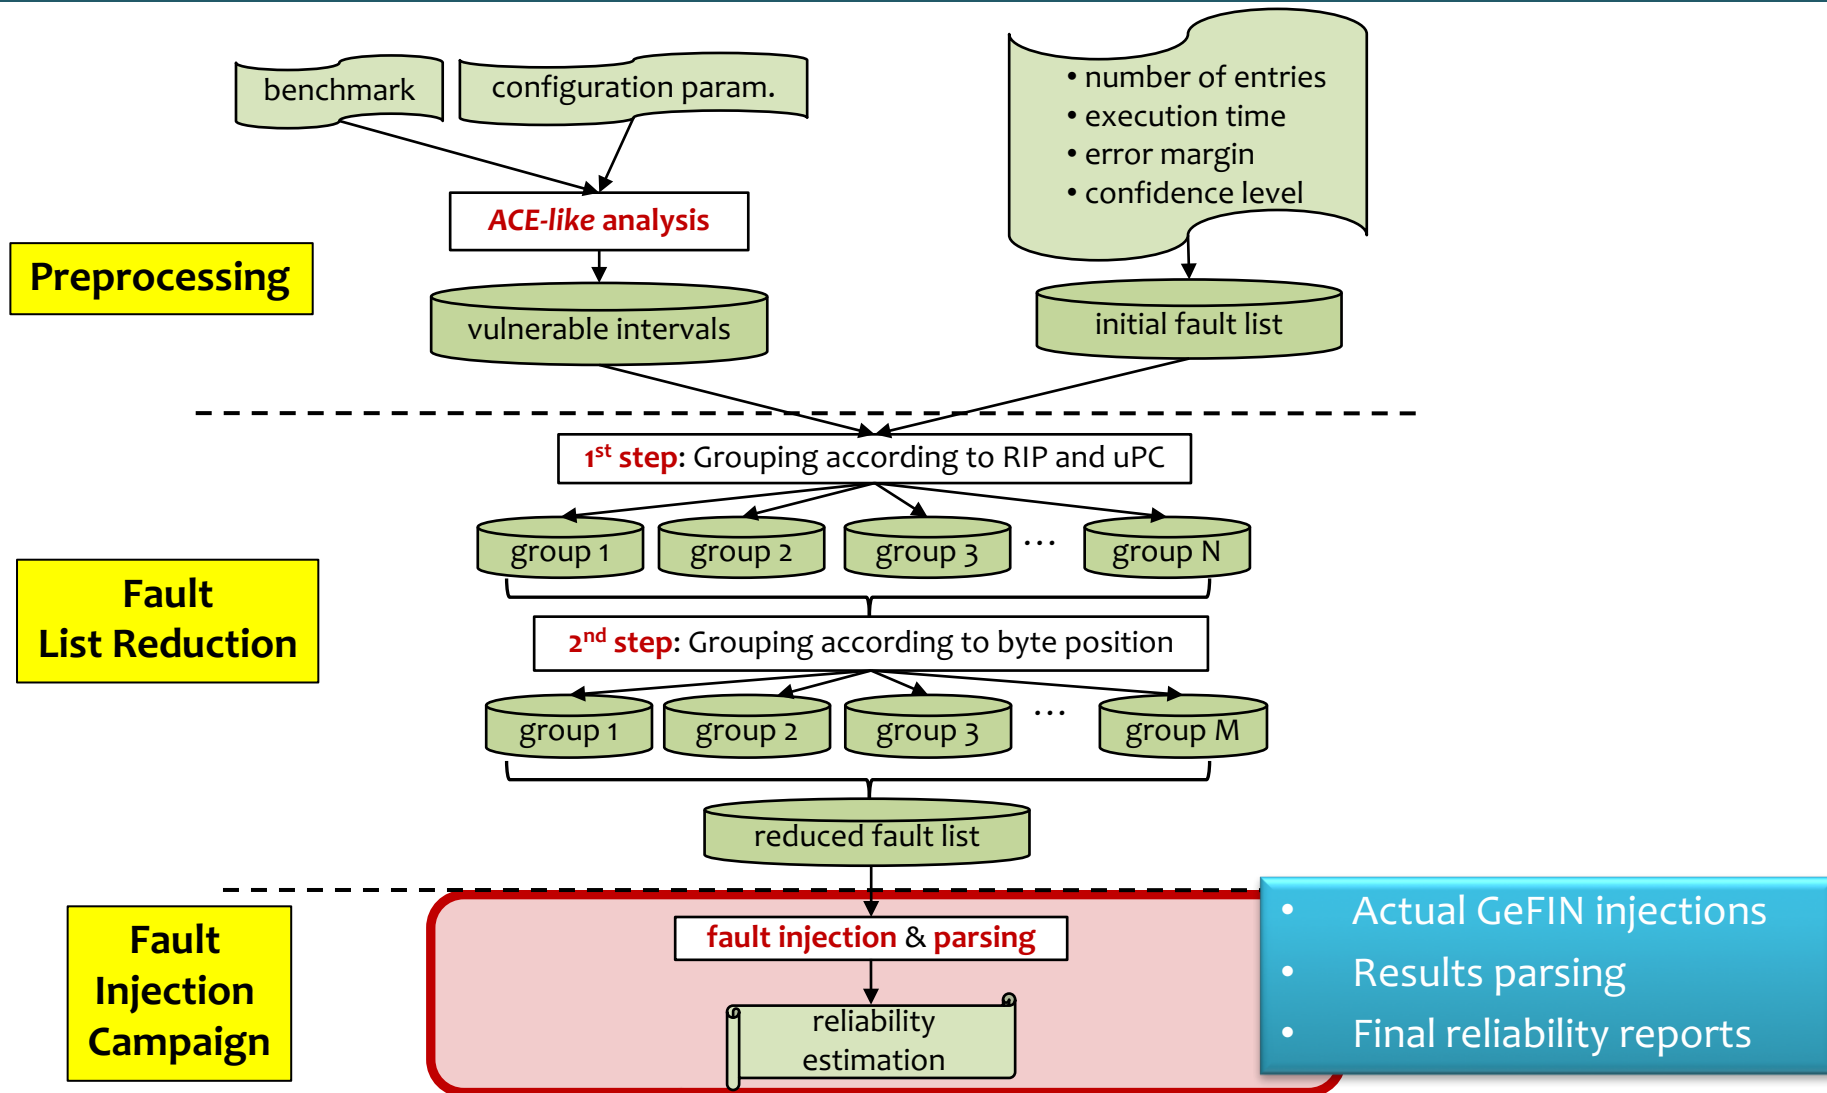 benchmark
configuration param.
• number of entries
• execution time
• error margin
• confidence level
ACE-like analysis
Preprocessing
vulnerable intervals
initial fault list
1st step: Grouping according to RIP and uPC
group 1
group 2
group 3
...
group N
Fault
List Reduction
2nd step: Grouping according to byte position
group 1
group 2
group 3
...
group M
reduced fault list
Fault
Injection
Campaign
fault injection & parsing
reliability
estimation
• Actual GeFIN injections
• Results parsing
• Final reliability reports